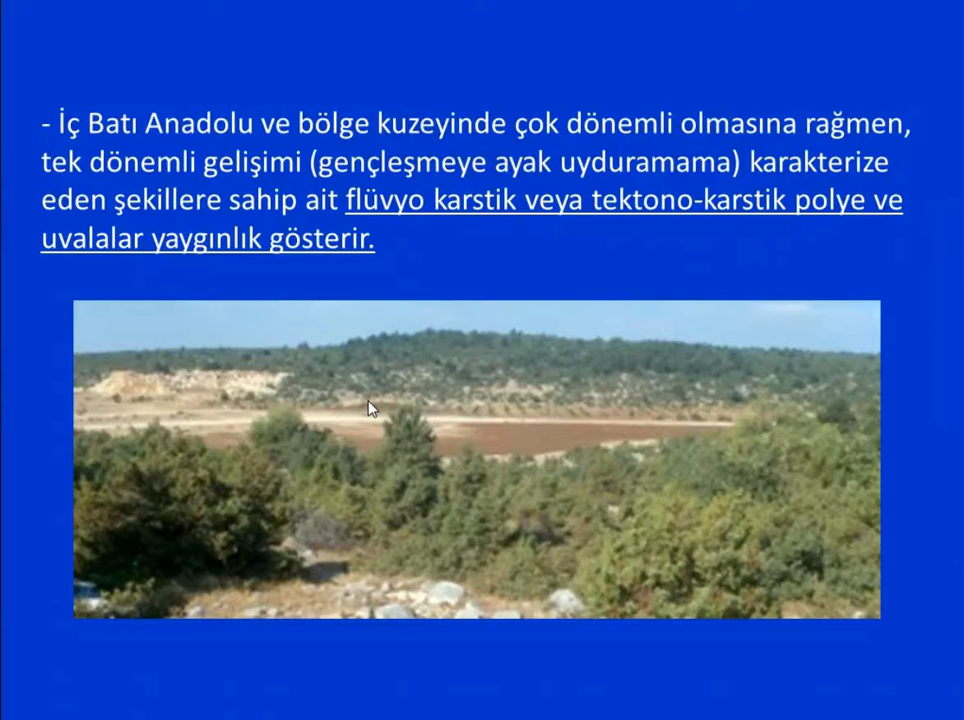 - İç Batı Anadolu ve bölge kuzeyinde çok dönemli olmasına rağmen,
tek dönemli gelişimi (gençleşmeye ayak uyduramama) karakterize
eden şekillere sahip ait flüvyo karstik veya tektono-karstik polye ve
uvalalar yaygınlık gösterir.